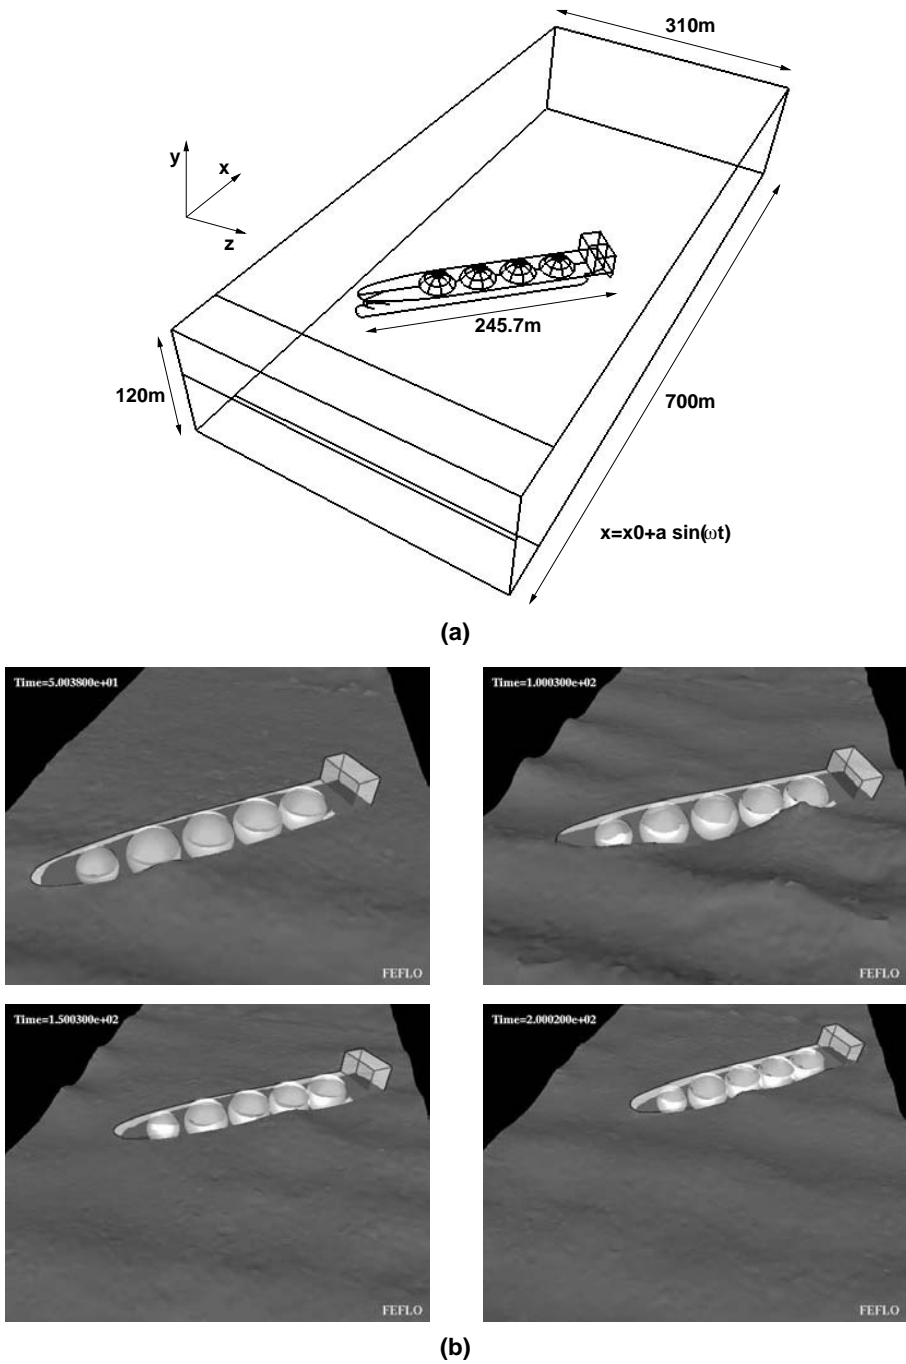 310m
y
x
z
245.7m
120m
700m
x=x0+a sin(ωt)
(a)
Time=5.003800e+01
FEFLO
Time=1.000300e+02
FEFLO
Time=1.500300e+02
FEFLO
Time=2.000200e+02
FEFLO
(b)